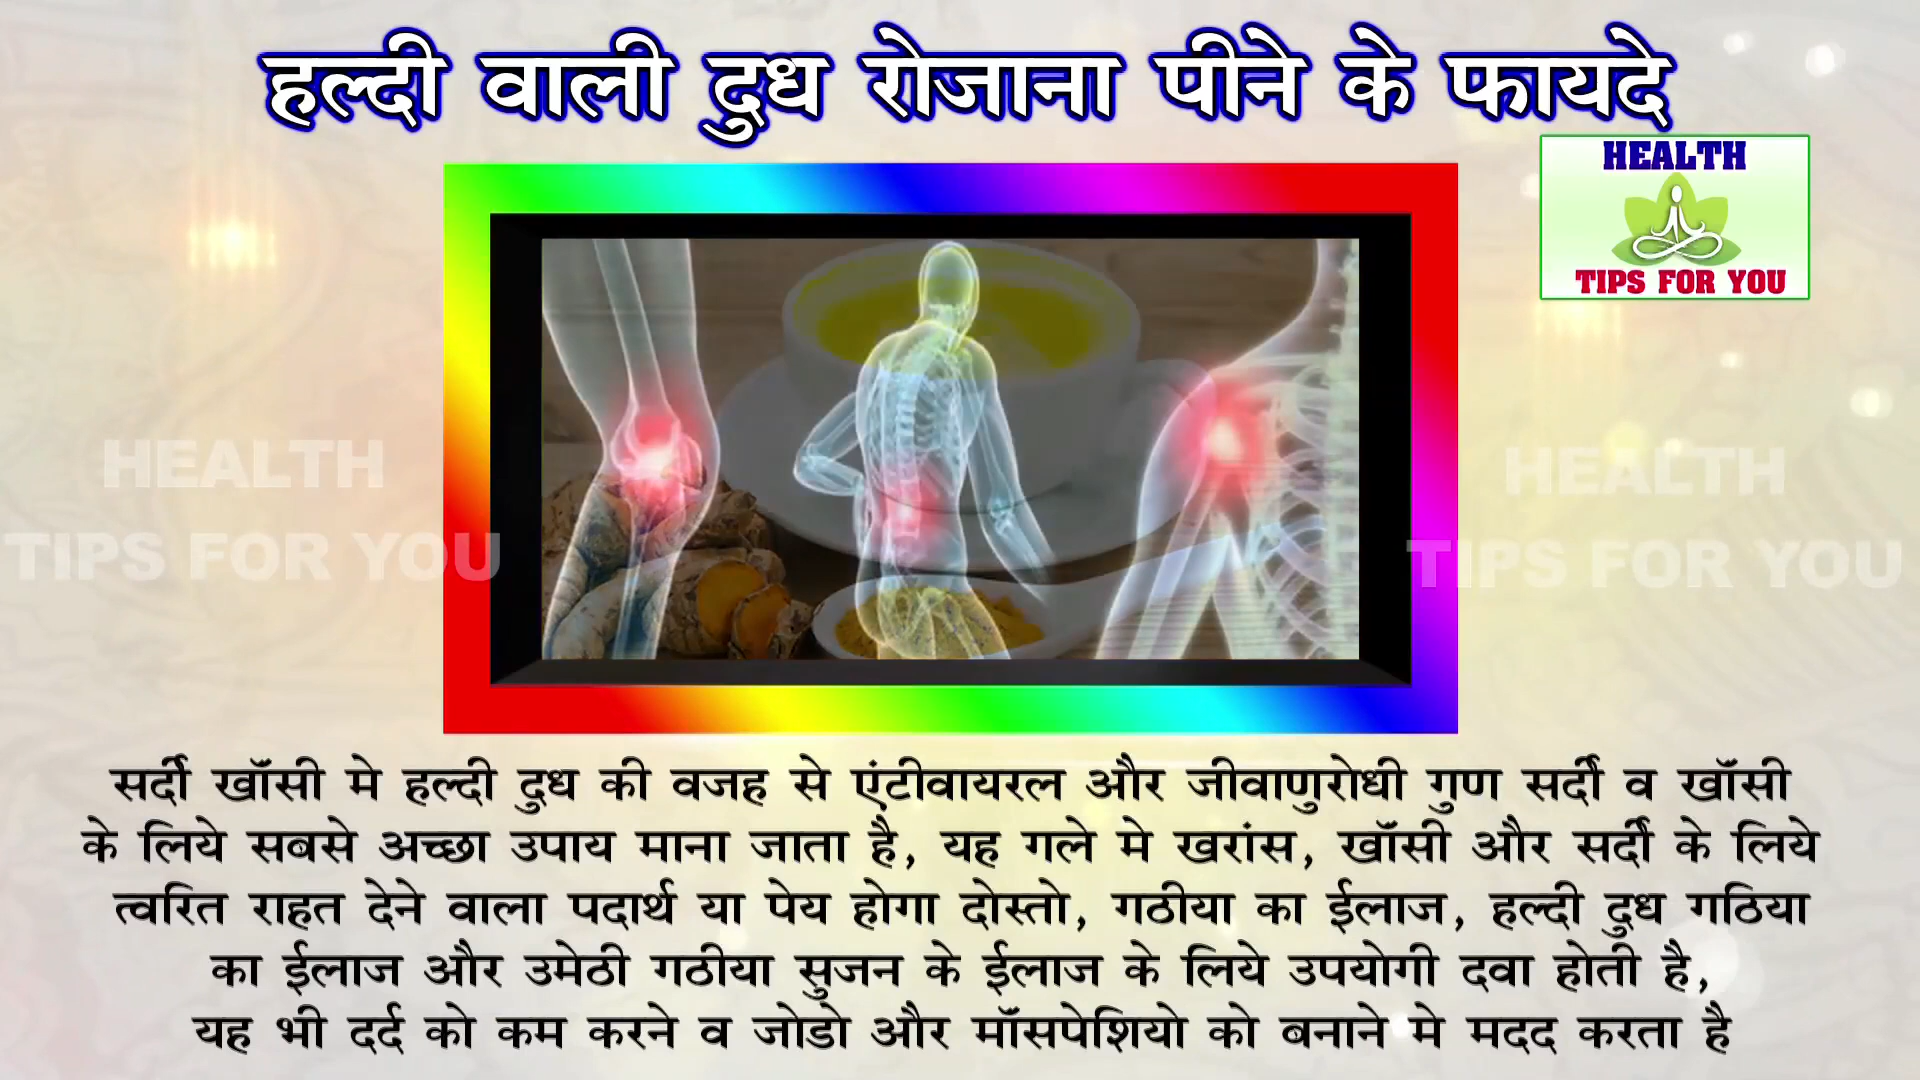 हल्दी वाली दुध रोजाना पीने के फायदे
HEALTH
TIPS FOR YOU
HEALTH
TIPS FOR YOU
HEALTH
TIPS FOR YOU
सर्दी खॉंसी मे हल्दी दुध की वजह से एंटीवायरल और जीवाणुरोधी गुण सर्दी व खॉंसी
के लिये सबसे अच्छा उपाय माना जाता है, यह गले मे खरांस, खॉंसी और सर्दी के लिये
त्वरित राहत देने वाला पदार्थ या पेय होगा दोस्तो, गठीया का ईलाज, हल्दी दुध गठिया
का ईलाज और उमेठी गठीया सुजन के ईलाज के लिये उपयोगी दवा होती है,
यह भी दर्द को कम करने व जोडो और मॉंसपेशियो को बनाने मे मदद करता है